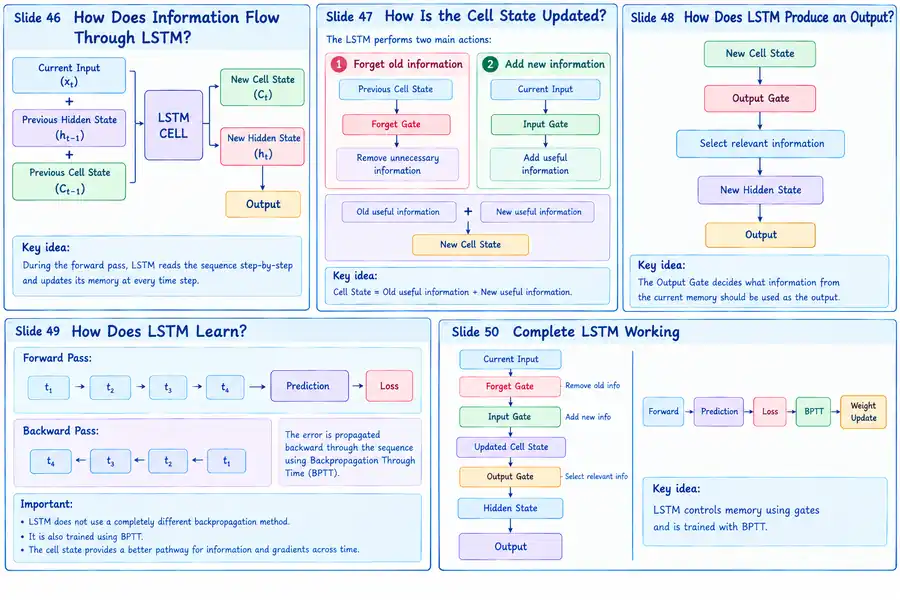 Slide 46 How Does Information Flow
Through LSTM?
Current Input
(xₜ)
+
Previous Hidden State
(hₜ₋₁)
+
Previous Cell State
(Cₜ₋₁)
LSTM
CELL
New Cell State
(Cₜ)
New Hidden State
(hₜ)
Output
Key idea:
During the forward pass, LSTM reads the sequence step-by-step
and updates its memory at every time step.
Slide 47 How Is the Cell State Updated?
The LSTM performs two main actions:
1 Forget old information
Previous Cell State
Forget Gate
Remove unnecessary
information
2 Add new information
Current Input
Input Gate
Add useful
information
Old useful information + New useful information
New Cell State
Key idea:
Cell State = Old useful information + New useful information.
Slide 48 How Does LSTM Produce an Output?
New Cell State
Output Gate
Select relevant information
New Hidden State
Output
Key idea:
The Output Gate decides what information from
the current memory should be used as the output.
Slide 49 How Does LSTM Learn?
Forward Pass:
t₁ t₂ t₃ t₄ Prediction Loss
Backward Pass:
t₄ t₃ t₂ t₁
The error is propagated
backward through the sequence
using Backpropagation Through
Time (BPTT).
Important:
• LSTM does not use a completely different backpropagation method.
• It is also trained using BPTT.
• The cell state provides a better pathway for information and gradients across time.
Slide 50 Complete LSTM Working
Current Input
Forget Gate Remove old info
Input Gate Add new info
Updated Cell State
Output Gate Select relevant info
Hidden State
Output
Forward Prediction Loss BPTT Weight
Update
Key idea:
LSTM controls memory using gates
and is trained with BPTT.